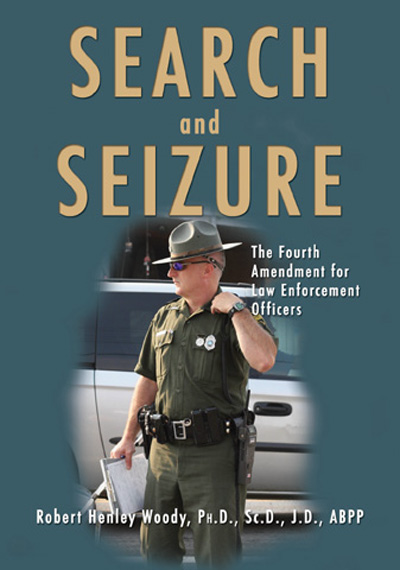 SEARCH
and
SEIZURE
The Fourth
Amendment for
Law Enforcement
Officers
Robert Henley Woody, Ph.D., Sc.D., J.D., ABPP